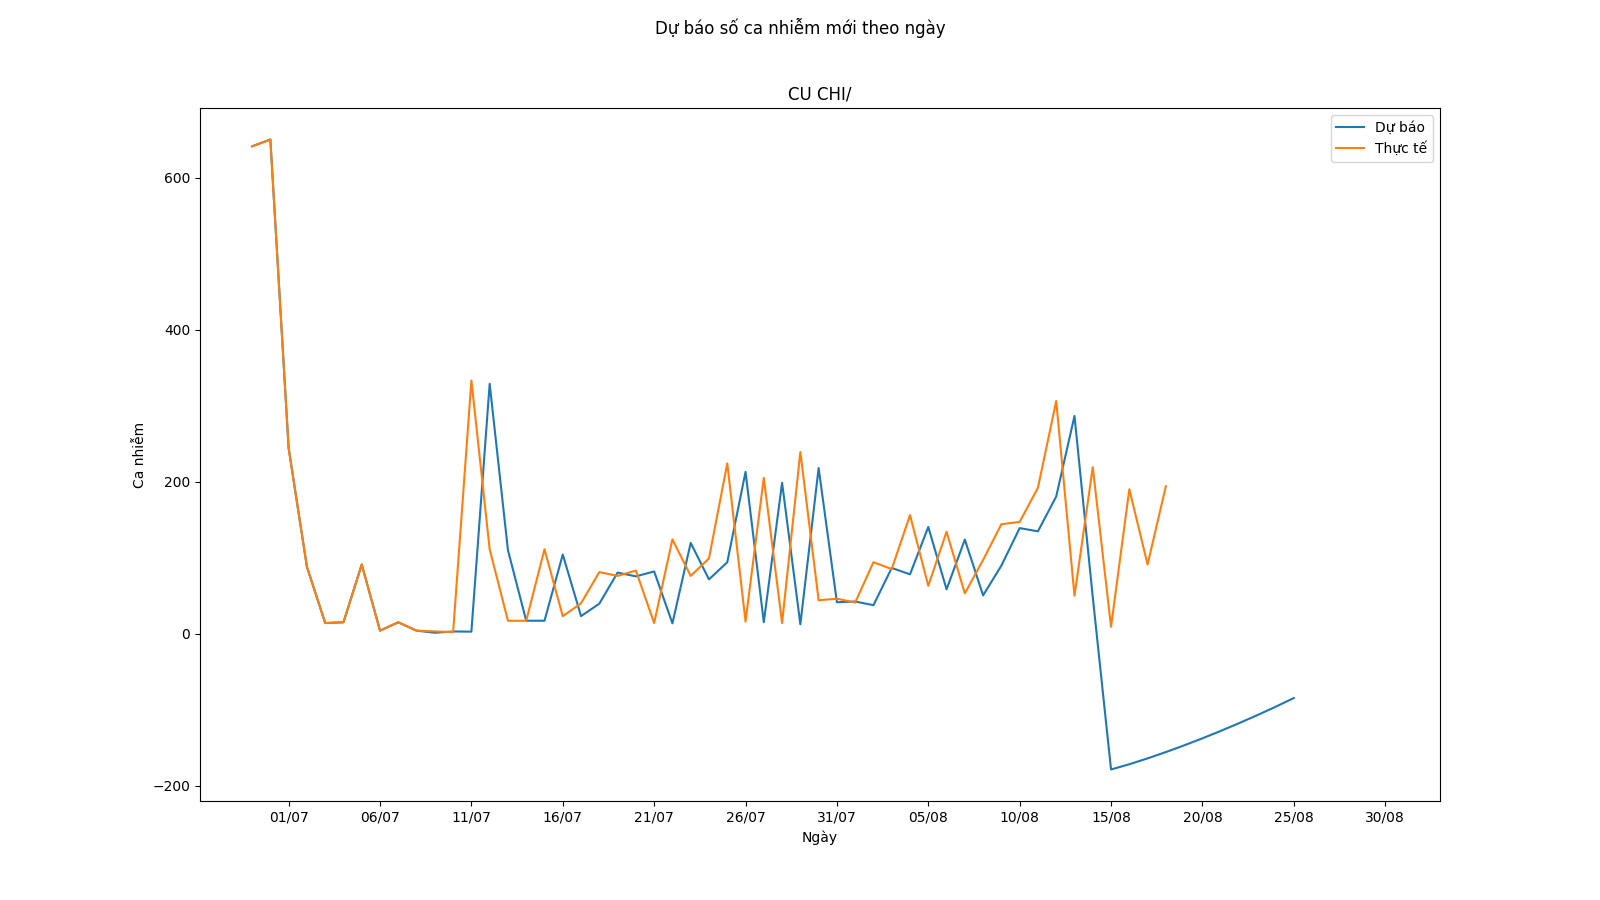 Dự báo số ca nhiễm mới theo ngày
CU CHI/
Dự báo
Thực tế
600
400
200
0
−200
Ca nhiễm
01/07 06/07 11/07 16/07 21/07 26/07 31/07 05/08 10/08 15/08 20/08 25/08 30/08
Ngày